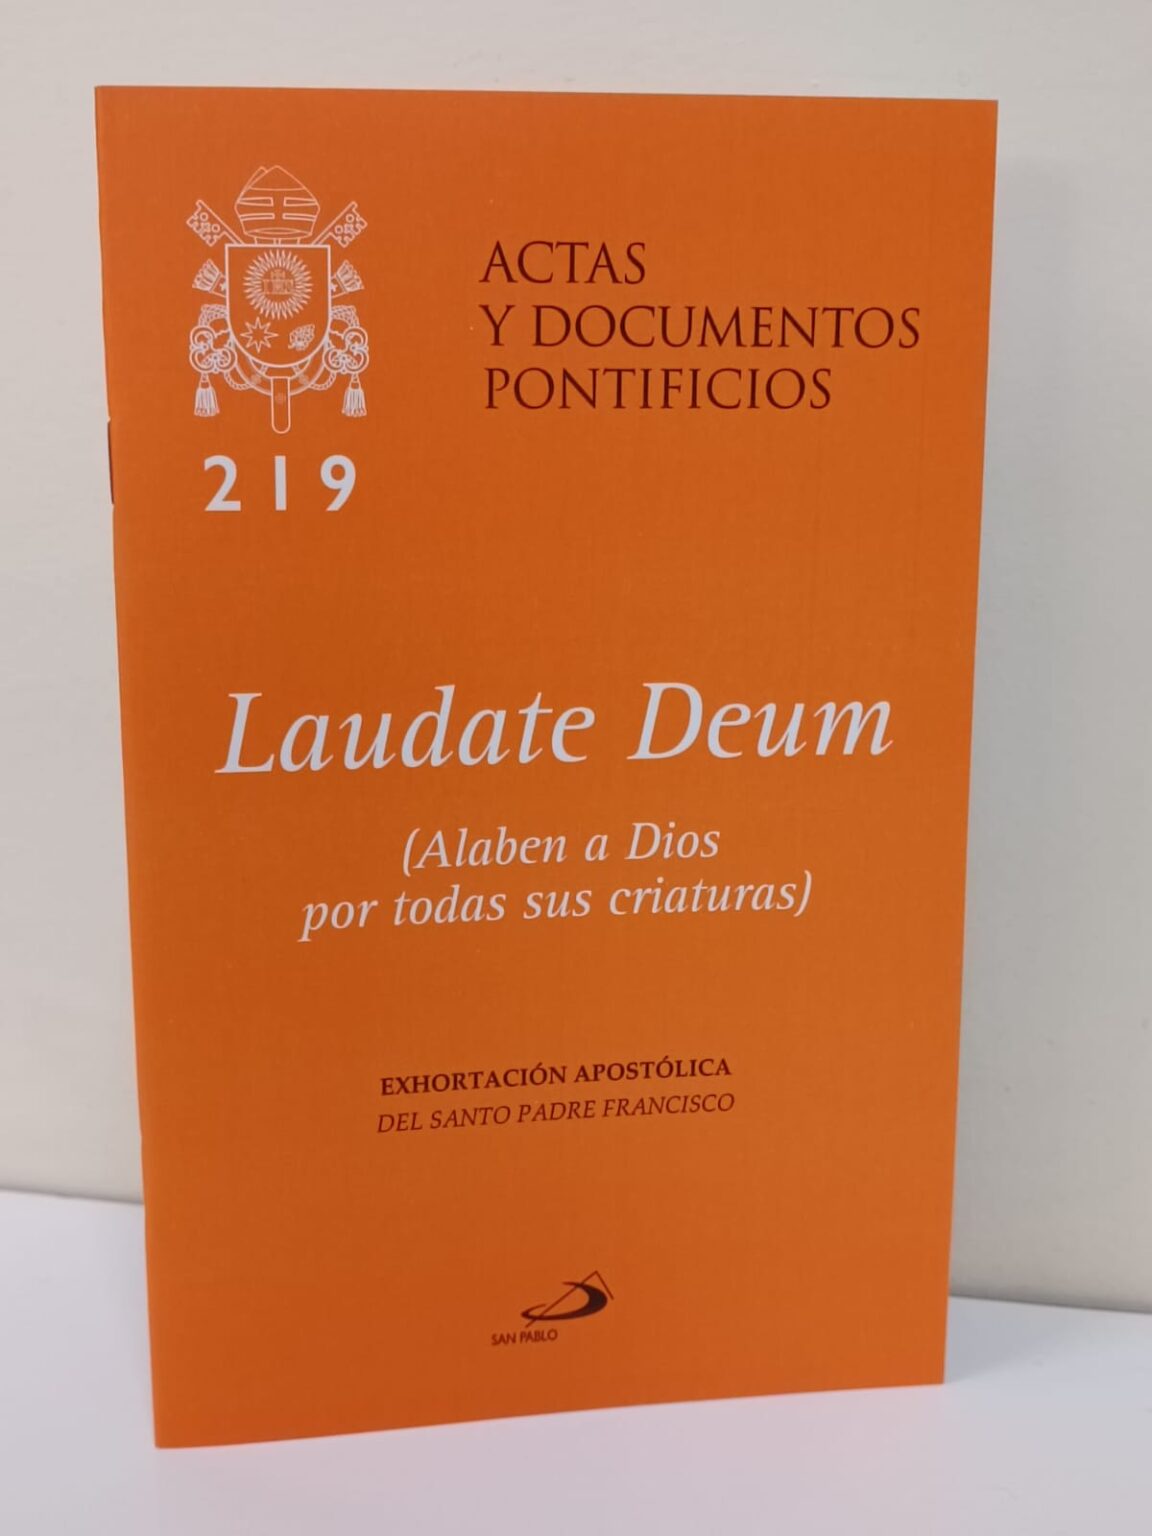 ACTAS
Y DOCUMENTOS
PONTIFICIOS
219
Laudate Deum
(Alaben a Dios
por todas sus criaturas)
EXHORTACIÓN APOSTÓLICA
DEL SANTO PADRE FRANCISCO
SAN PABLO